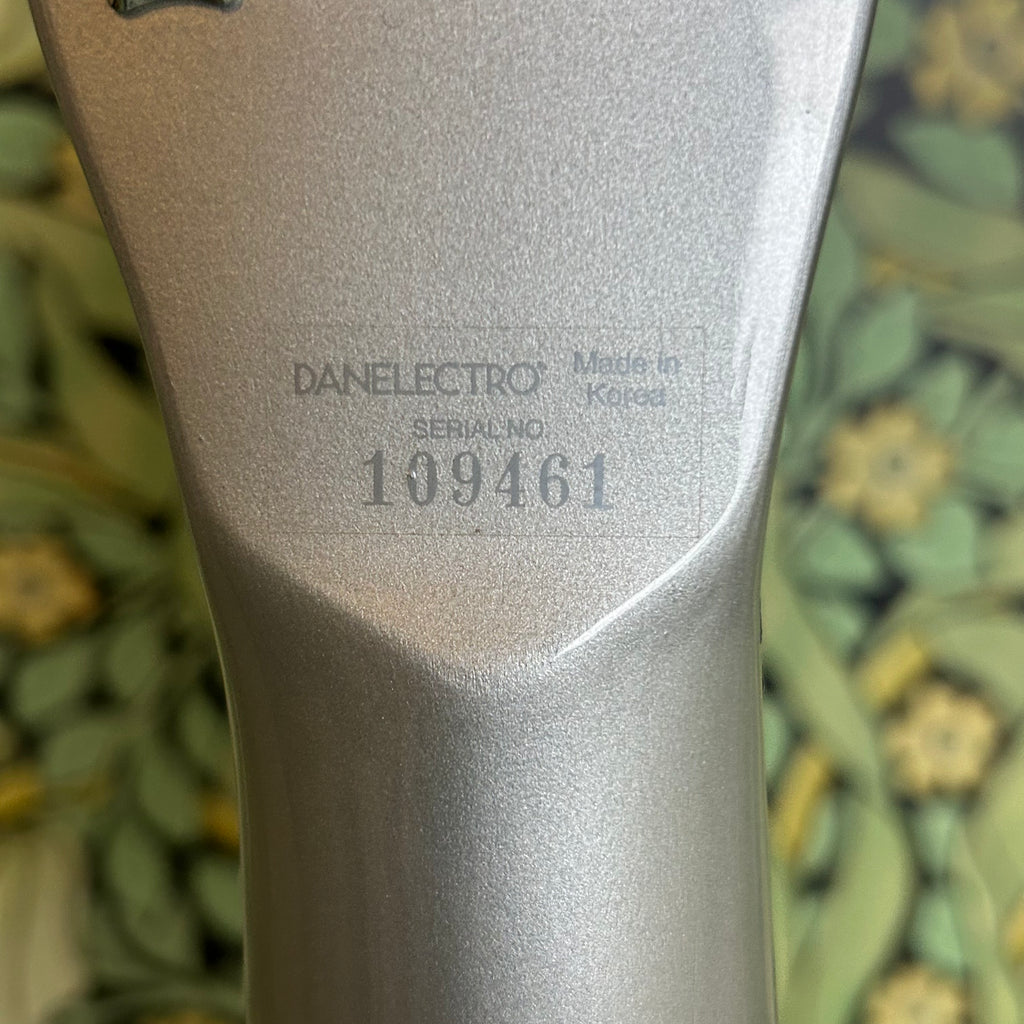 DANELECTRO®
Made in
Korea
SERIAL NO.
109461